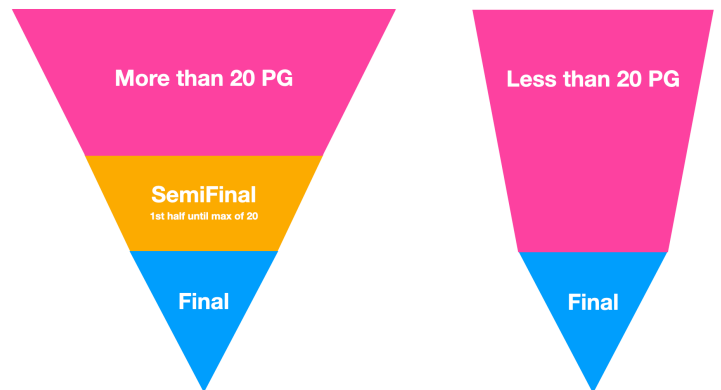 More than 20 PG
SemiFinal
1st half until max of 20
Final
Less than 20 PG
Final